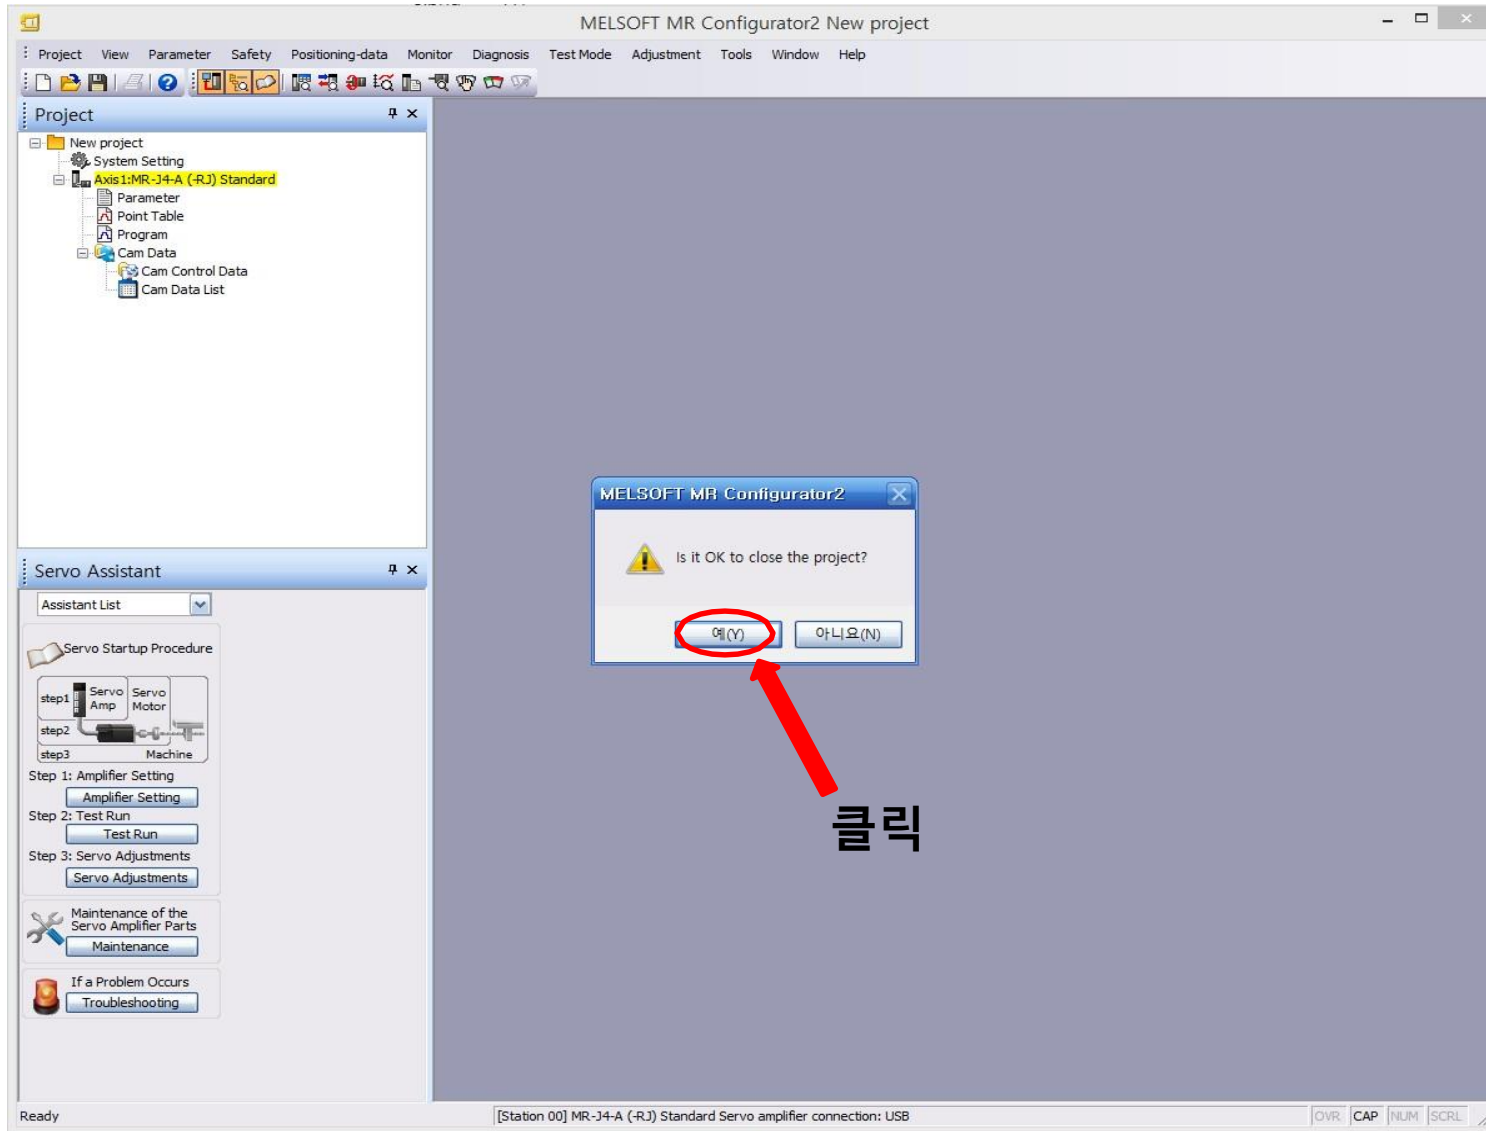 MELSOFT MR Configurator2 New project
Project View Parameter Safety Positioning-data Monitor Diagnosis Test Mode Adjustment Tools Window Help
Project
New project
System Setting
Axis1:MR-J4-A (-RJ) Standard
Parameter
Point Table
Program
Cam Data
Cam Control Data
Cam Data List
MELSOFT MR Configurator2
Is it OK to close the project?
예(Y) 아니요(N)
클릭
Servo Assistant
Assistant List
Servo Startup Procedure
step1 Servo Amp Servo Motor
step2
step3 Machine
Step 1: Amplifier Setting
Amplifier Setting
Step 2: Test Run
Test Run
Step 3: Servo Adjustments
Servo Adjustments
Maintenance of the
Servo Amplifier Parts
Maintenance
If a Problem Occurs
Troubleshooting
Ready [Station 00] MR-J4-A (-RJ) Standard Servo amplifier connection: USB OVR CAP NUM SCRL